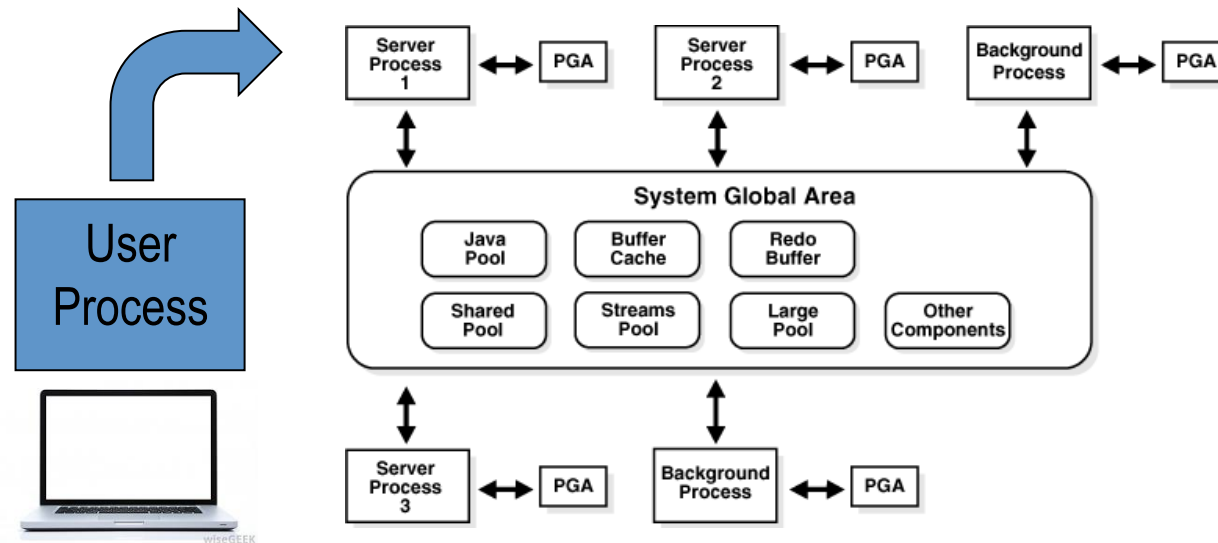 Server
Process
1
PGA
Server
Process
2
PGA
Background
Process
PGA
User
Process
System Global Area
Java
Pool
Buffer
Cache
Redo
Buffer
Shared
Pool
Streams
Pool
Large
Pool
Other
Components
Server
Process
3
PGA
Background
Process
PGA
wiseGEEK